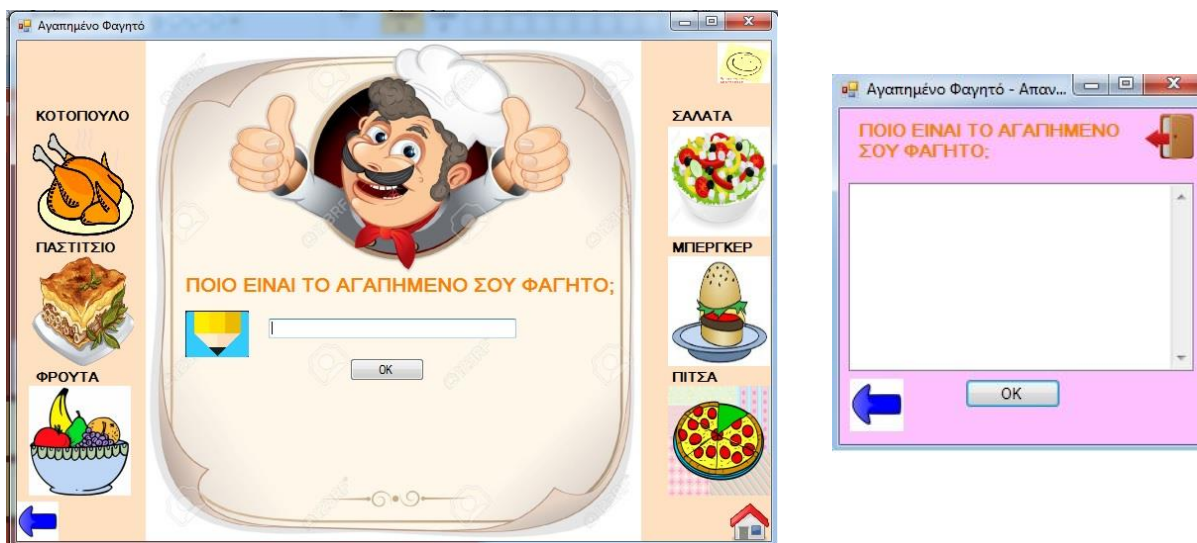 Αγαπημένο Φαγητό
ΚΟΤΟΠΟΥΛΟ
ΠΑΣΤΙΤΣΙΟ
ΦΡΟΥΤΑ
ΠΟΙΟ ΕΙΝΑΙ ΤΟ ΑΓΑΠΗΜΕΝΟ ΣΟΥ ΦΑΓΗΤΟ;
OK
ΣΑΛΑΤΑ
ΜΠΕΡΓΚΕΡ
ΠΙΤΣΑ
Αγαπημένο Φαγητό - Απαν...
ΠΟΙΟ ΕΙΝΑΙ ΤΟ ΑΓΑΠΗΜΕΝΟ
ΣΟΥ ΦΑΓΗΤΟ;
OK